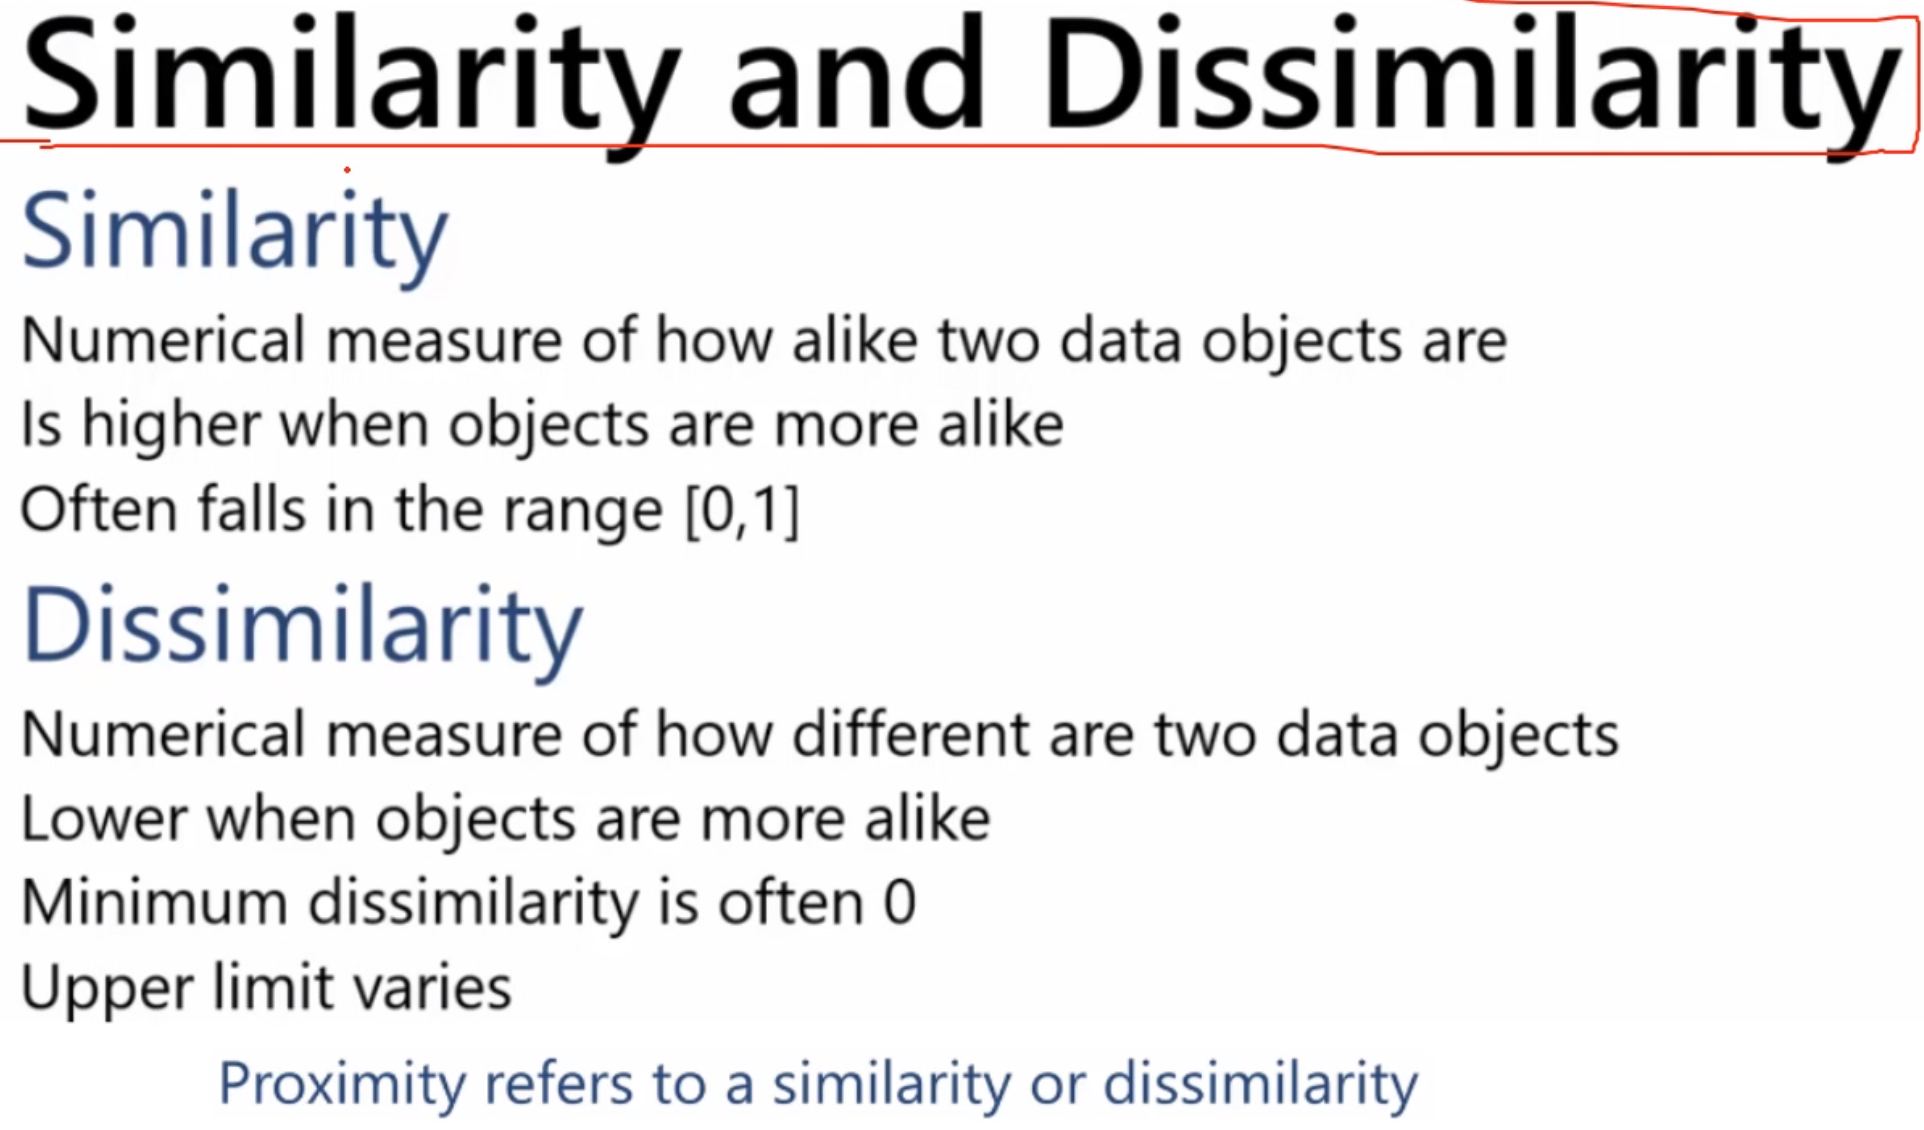 Similarity and Dissimilarity
Similarity
Numerical measure of how alike two data objects are
Is higher when objects are more alike
Often falls in the range [0,1]
Dissimilarity
Numerical measure of how different are two data objects
Lower when objects are more alike
Minimum dissimilarity is often 0
Upper limit varies
Proximity refers to a similarity or dissimilarity